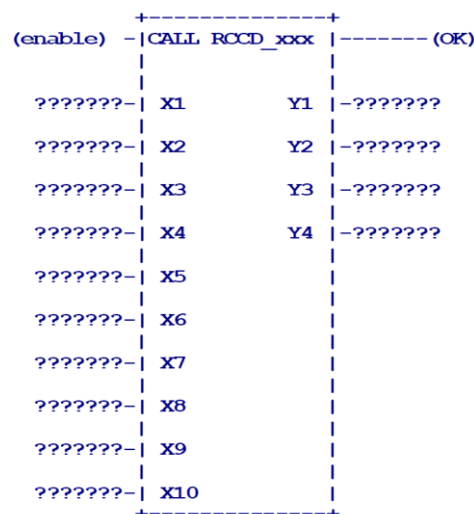 +---------------+
(enable) -|CALL RCCD_xxx |-------(OK)
???????-| X1 Y1 |-???????
???????-| X2 Y2 |-???????
???????-| X3 Y3 |-???????
???????-| X4 Y4 |-???????
???????-| X5 |
???????-| X6 |
???????-| X7 |
???????-| X8 |
???????-| X9 |
???????-| X10 |
+---------------+